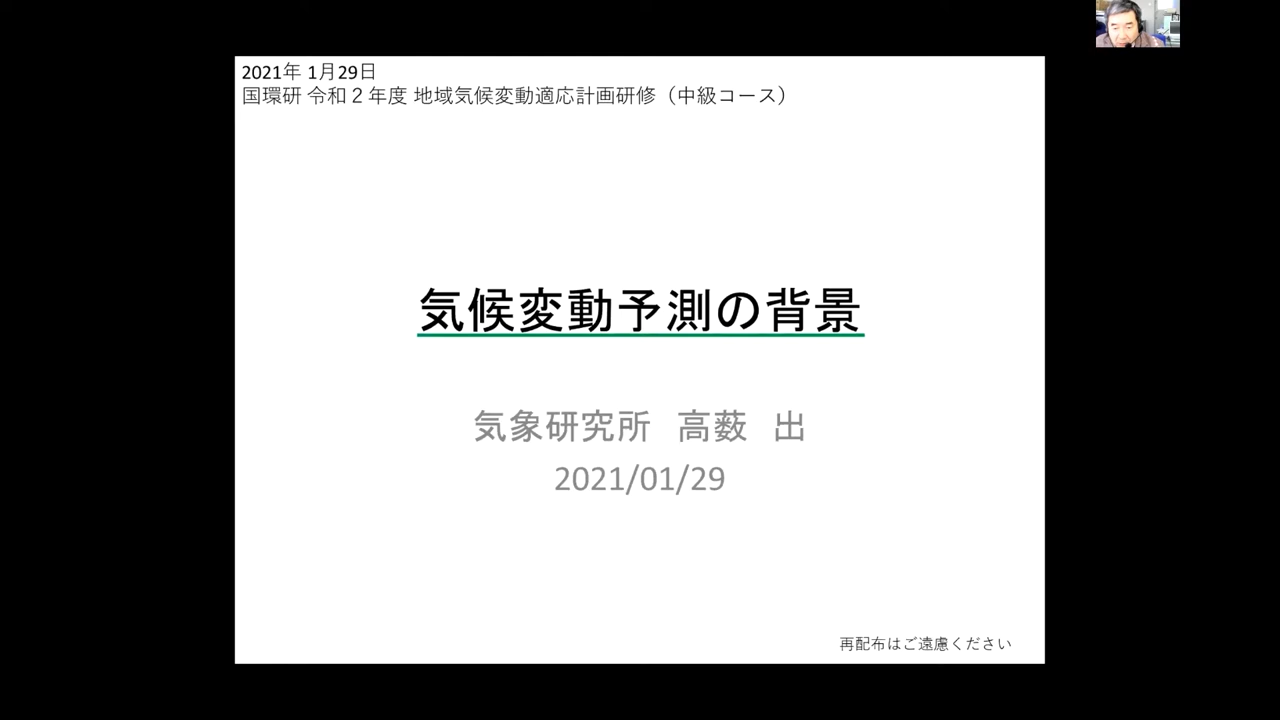 2021年 1月29日
国環研 令和２年度 地域気候変動適応計画研修（中級コース）
気候変動予測の背景
気象研究所　高薮　出
2021/01/29
再配布はご遠慮ください